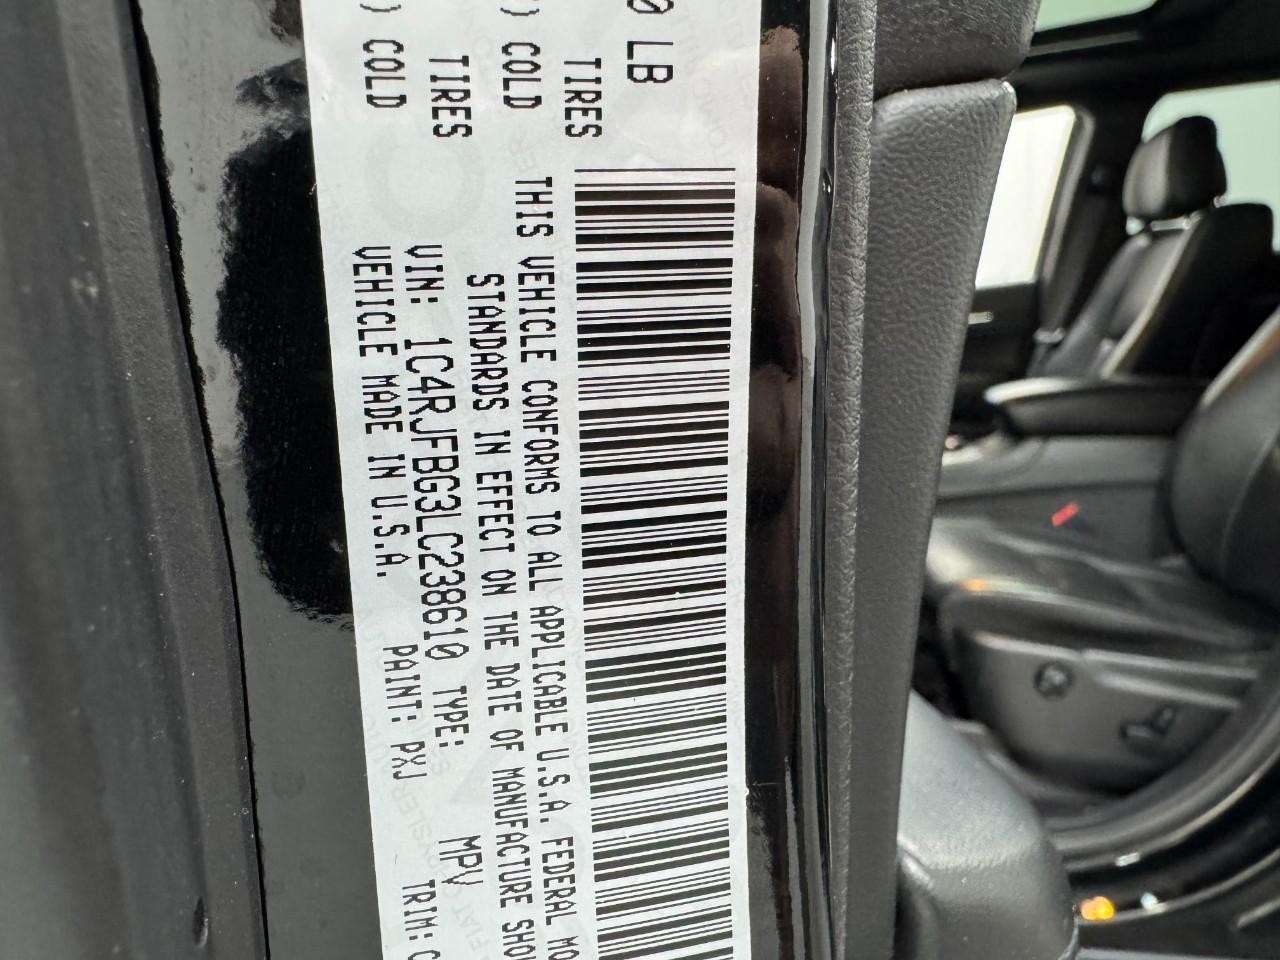 0 LB
TIRES
) COLD
TIRES
) COLD
THIS VEHICLE CONFORMS TO ALL APPLICABLE U.S.A. FEDERAL MO
STANDARDS IN EFFECT ON THE DATE OF MANUFACTURE SHO
VIN: 1C4RJFBG3LC238610 TYPE: MPV
VEHICLE MADE IN U.S.A. PAINT: PXJ TRIM: C